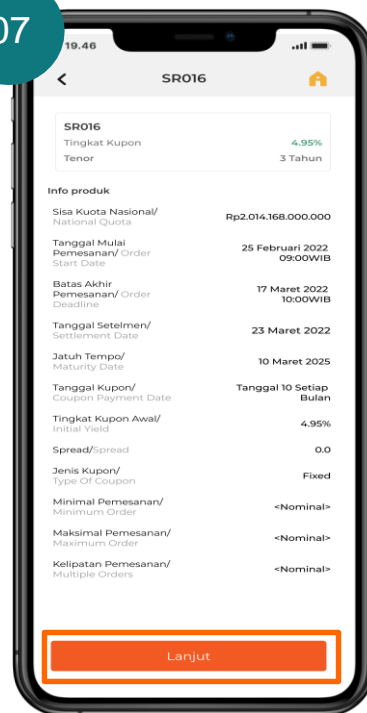 07
19.46
SR016
SR016
Tingkat Kupon 4.95%
Tenor 3 Tahun
Info produk
Sisa Kuota Nasional/
National Quota
Rp2.014.168.000.000
Tanggal Mulai
Pemesanan/ Order
Start Date
25 Februari 2022
09:00WIB
Batas Akhir
Pemesanan/ Order
Deadline
17 Maret 2022
10:00WIB
Tanggal Setelmen/
Settlement Date
23 Maret 2022
Jatuh Tempo/
Maturity Date
10 Maret 2025
Tanggal Kupon/
Coupon Payment Date
Tanggal 10 Setiap
Bulan
Tingkat Kupon Awal/
Initial Yield
4.95%
Spread/Spread 0.0
Jenis Kupon/
Type Of Coupon
Fixed
Minimal Pemesanan/
Minimum Order
<Nominal>
Maksimal Pemesanan/
Maximum Order
<Nominal>
Kelipatan Pemesanan/
Multiple Orders
<Nominal>
Lanjut